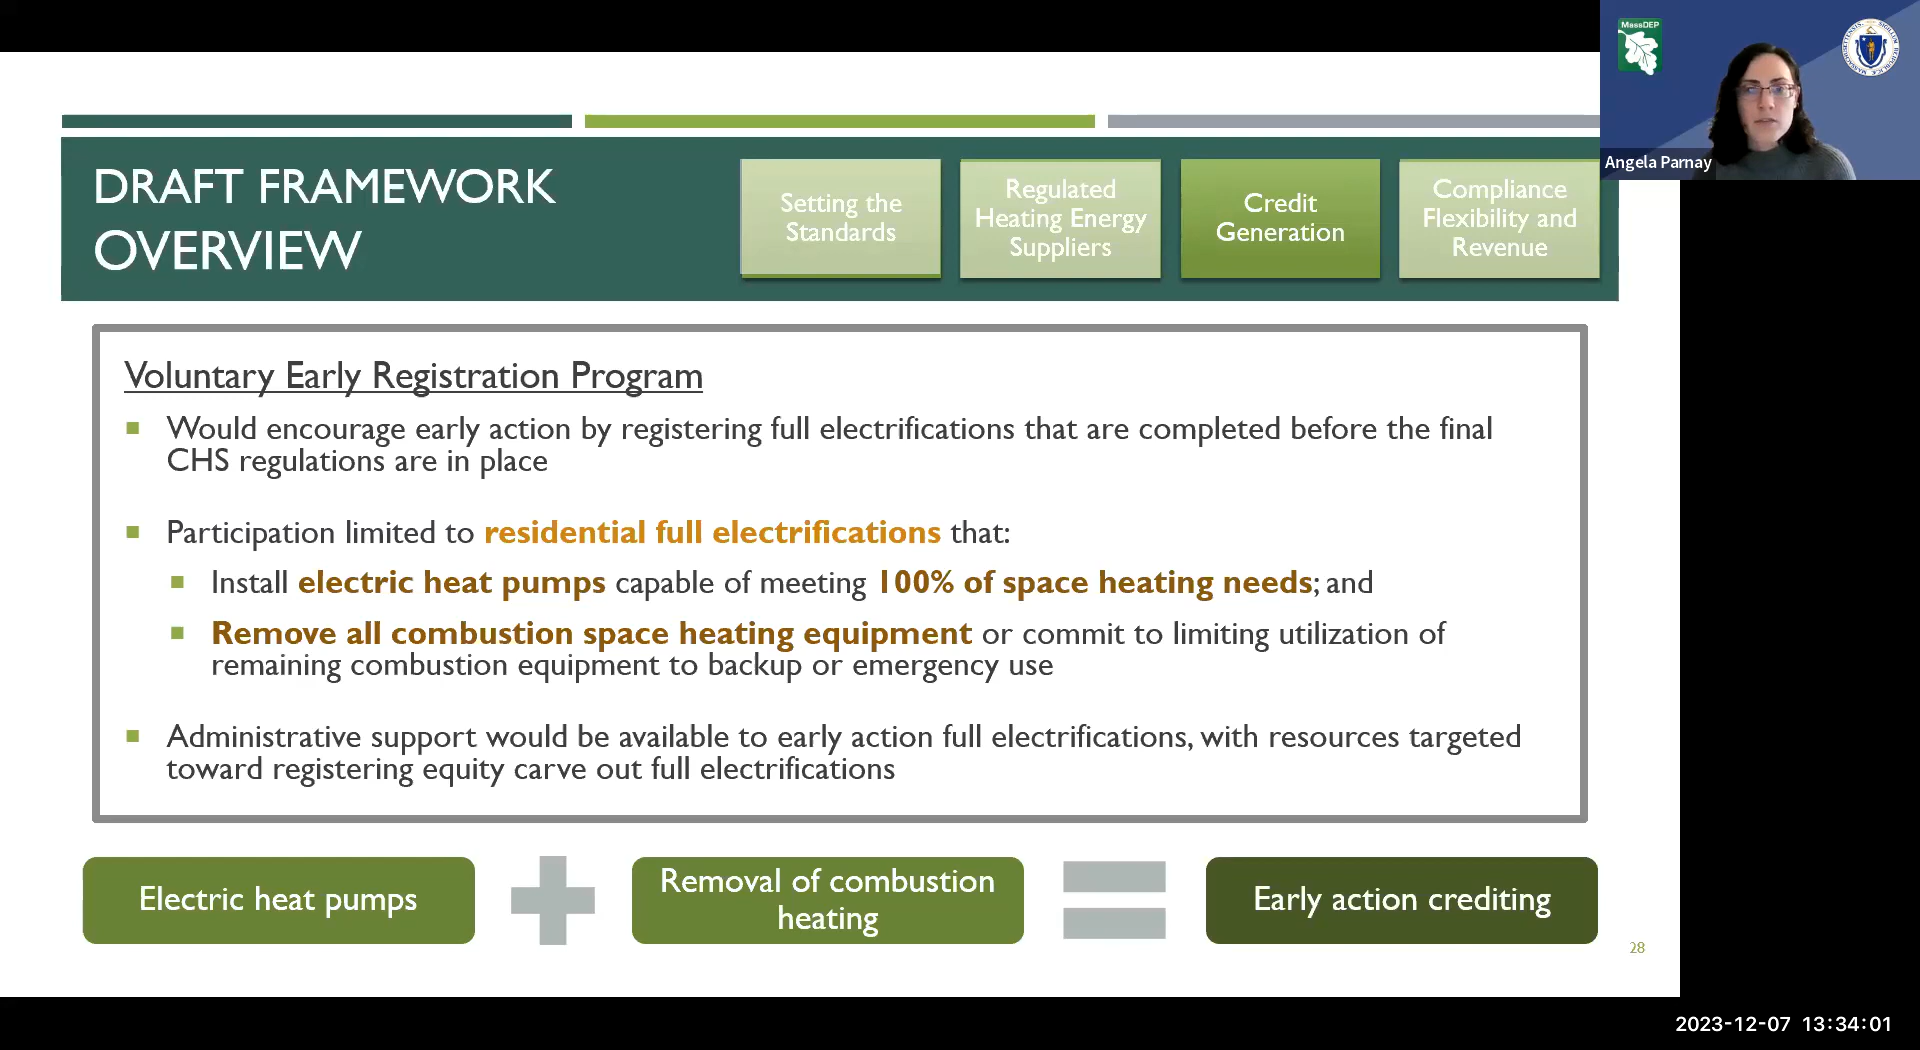 MassDEP
Angela Parnay
DRAFT FRAMEWORK
OVERVIEW
Setting the
Standards
Regulated
Heating Energy
Suppliers
Credit
Generation
Compliance
Flexibility and
Revenue
Voluntary Early Registration Program
Would encourage early action by registering full electrifications that are completed before the final
CHS regulations are in place
Participation limited to residential full electrifications that:
Install electric heat pumps capable of meeting 100% of space heating needs; and
Remove all combustion space heating equipment or commit to limiting utilization of
remaining combustion equipment to backup or emergency use
Administrative support would be available to early action full electrifications, with resources targeted
toward registering equity carve out full electrifications
Electric heat pumps
Removal of combustion
heating
Early action crediting
28
2023-12-07 13:34:01